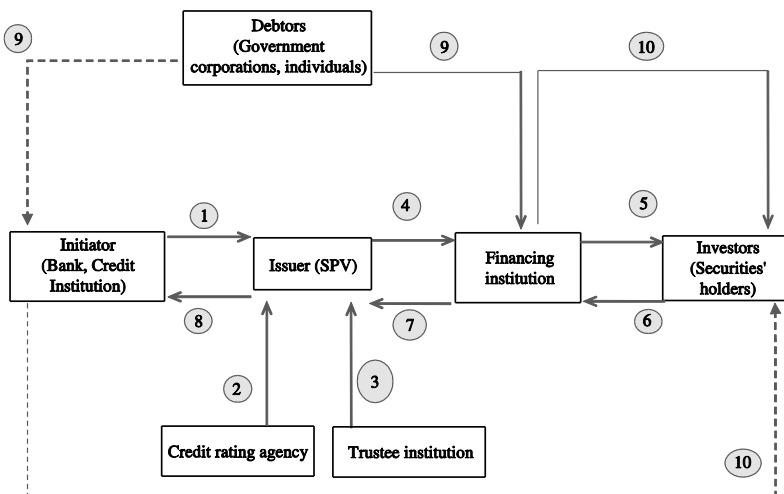 Debtors
(Government
corporations, individuals)
9
9
10
1
4
5
Initiator
(Bank, Credit
Institution)
Issuer (SPV)
Financing
institution
Investors
(Securities'
holders)
8
7
6
2
3
Credit rating agency
Trustee institution
10